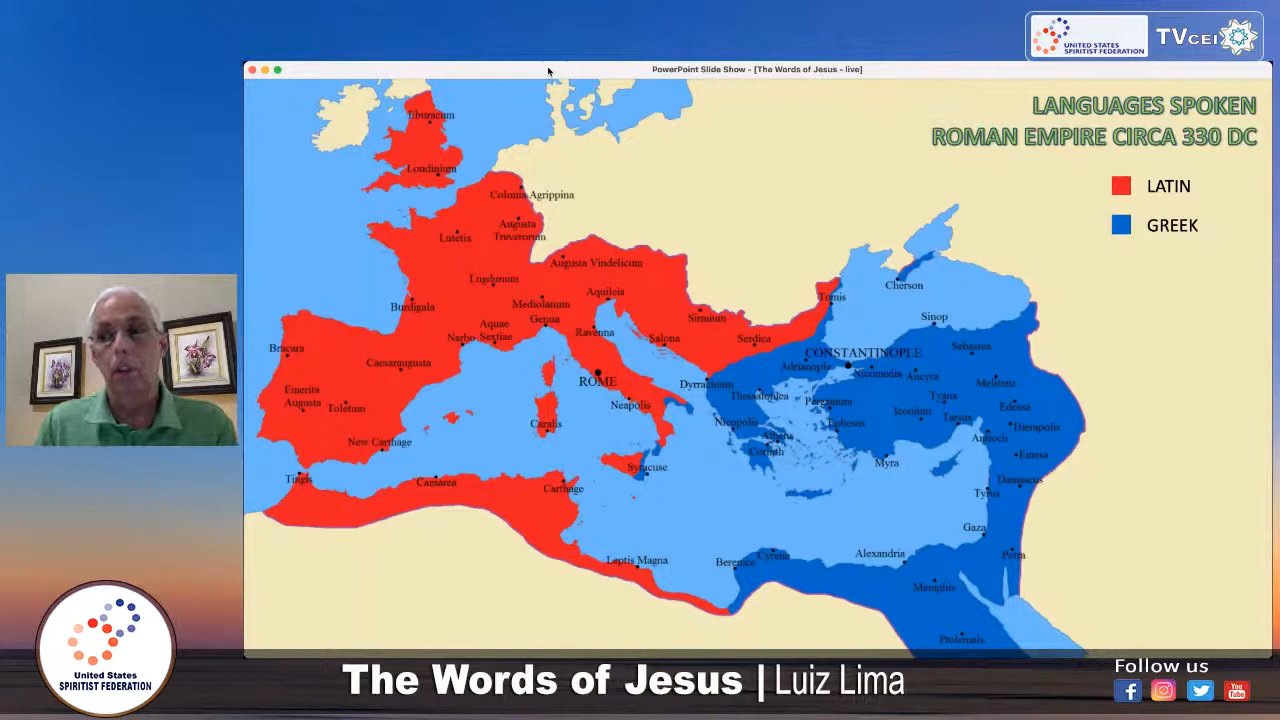 UNITED STATES
SPIRITIST FEDERATION
TVCEI
PowerPoint Slide Show - [The Words of Jesus - live]
LANGUAGES SPOKEN
ROMAN EMPIRE CIRCA 330 DC
LATIN
GREEK
Eburacum
Londinium
Colonia Agrippina
Augusta
Treverorum
Lutetia
Augusta Vindelicum
Lugdunum
Mediolanum
Aquileia
Burdigala
Genua
Ravenna
Aquae
Sextiae
Narbo
Salona
Sirmium
Serdica
Tomis
Cherson
Sinop
Bracara
Caesaraugusta
Emerita
Augusta
Toletum
New Carthage
ROME
Neapolis
Caralis
Syracuse
Dyrrachium
Thessalonica
Nicopolis
Athens
Corinth
CONSTANTINOPLE
Adrianople
Nicomedia
Ancyra
Sebastea
Melitene
Pergamum
Ephesus
Iconium
Tyana
Tarsus
Edessa
Hierapolis
Antioch
Emesa
Myra
Damascus
Tyrus
Gaza
Petra
Tingis
Caesarea
Carthage
Leptis Magna
Berenice
Cyrene
Alexandria
Memphis
Ptolemais
United States
SPIRITIST FEDERATION
The Words of Jesus | Luiz Lima
Follow us
You
Tube